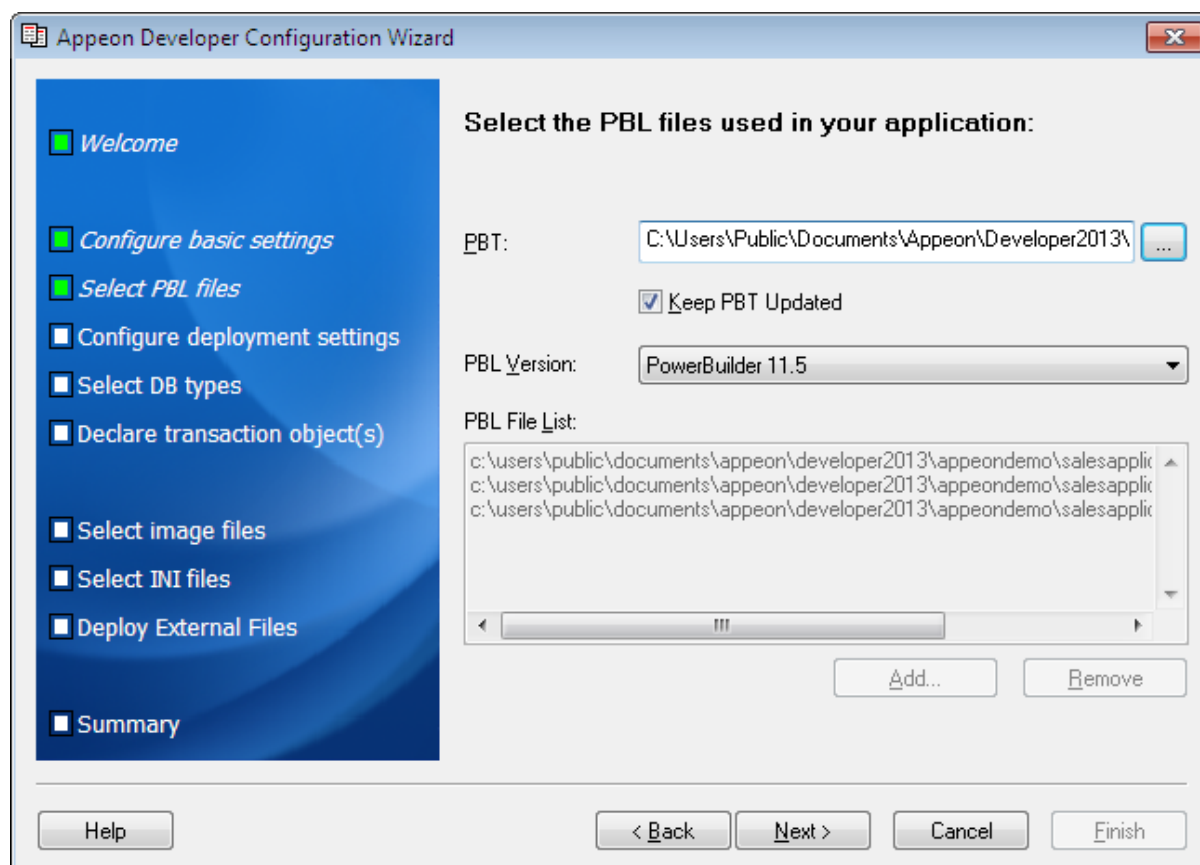 Appeon Developer Configuration Wizard
Welcome
Configure basic settings
Select PBL files
Configure deployment settings
Select DB types
Declare transaction object(s)
Select image files
Select INI files
Deploy External Files
Summary
Select the PBL files used in your application:
PBT:
C:\Users\Public\Documents\Appeon\Developer2013\
...
Keep PBT Updated
PBL Version:
PowerBuilder 11.5
PBL File List:
c:\users\public\documents\appeon\developer2013\appeondemo\salesapplic
c:\users\public\documents\appeon\developer2013\appeondemo\salesapplic
c:\users\public\documents\appeon\developer2013\appeondemo\salesapplic
Add...
Remove
Help
< Back
Next >
Cancel
Finish